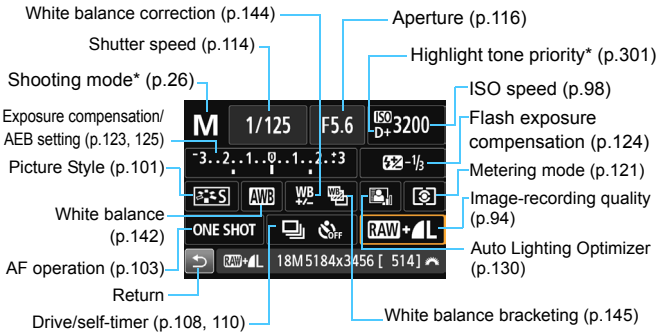 White balance correction (p.144)
Aperture (p.116)
Shutter speed (p.114)
Highlight tone priority* (p.301)
Shooting mode* (p.26)
ISO speed (p.98)
Exposure compensation/
AEB setting (p.123, 125)
Flash exposure
compensation (p.124)
Picture Style (p.101)
Metering mode (p.121)
White balance
(p.142)
Image-recording quality
(p.94)
AF operation (p.103)
Auto Lighting Optimizer
(p.130)
Return
Drive/self-timer (p.108, 110)
White balance bracketing (p.145)
M 1/125 F5.6 ISO D+ 3200
-3..2..1..0..1..2.+3 -1/3
S AWB WB +/- WB
ONE SHOT OFF RAW+L
RAW+L 18M 5184x3456 [ 514]